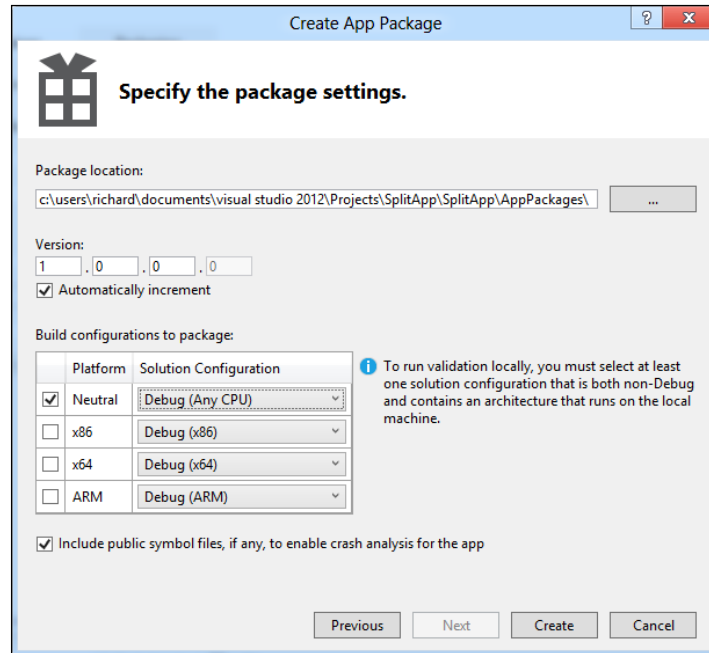 Create App Package
?
x
Specify the package settings.
Package location:
c:\users\richard\documents\visual studio 2012\Projects\SplitApp\SplitApp\AppPackages\
...
Version:
1 . 0 . 0 . 0
Automatically increment
Build configurations to package:
Platform Solution Configuration
Neutral Debug (Any CPU)
x86 Debug (x86)
x64 Debug (x64)
ARM Debug (ARM)
To run validation locally, you must select at least
one solution configuration that is both non-Debug
and contains an architecture that runs on the local
machine.
Include public symbol files, if any, to enable crash analysis for the app
Previous Next Create Cancel